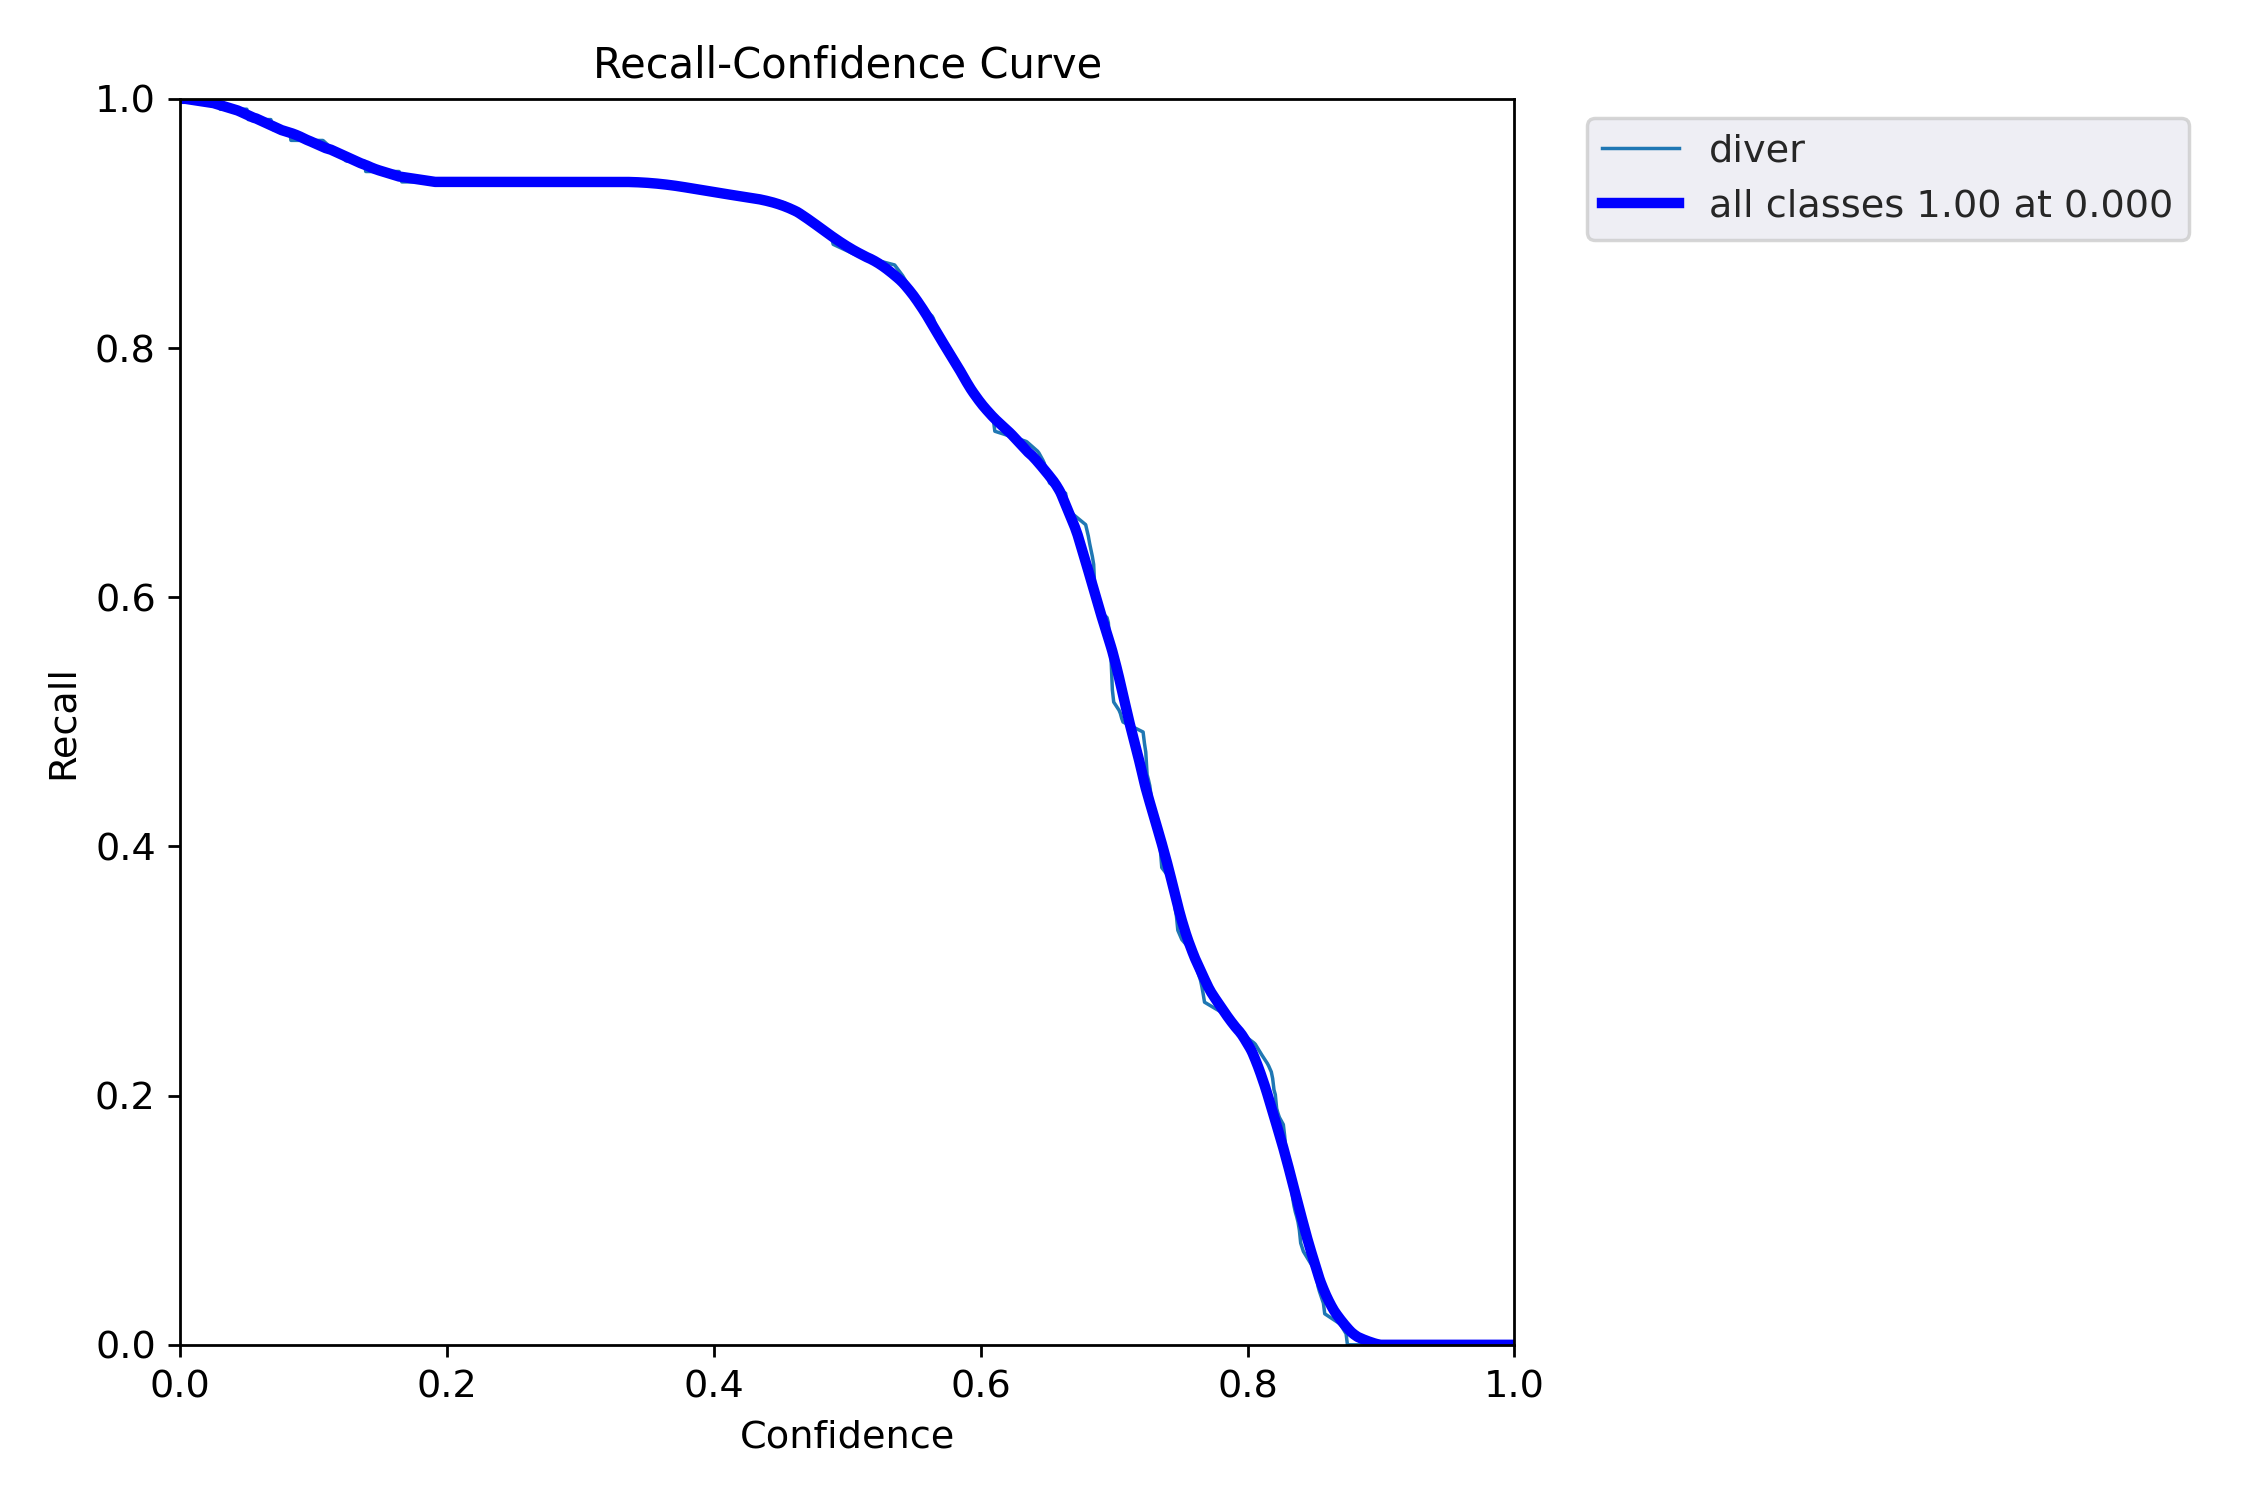 Recall-Confidence Curve
1.0
0.8
0.6
0.4
0.2
0.0
Recall
0.0 0.2 0.4 0.6 0.8 1.0
Confidence
diver
all classes 1.00 at 0.000